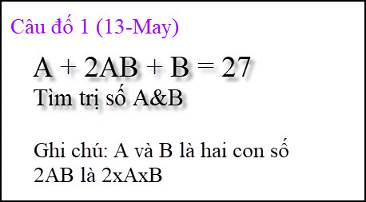 Câu đố 1 (13-May)
A + 2AB + B = 27
Tìm trị số A&B
Ghi chú: A và B là hai con số
2AB là 2xAxB